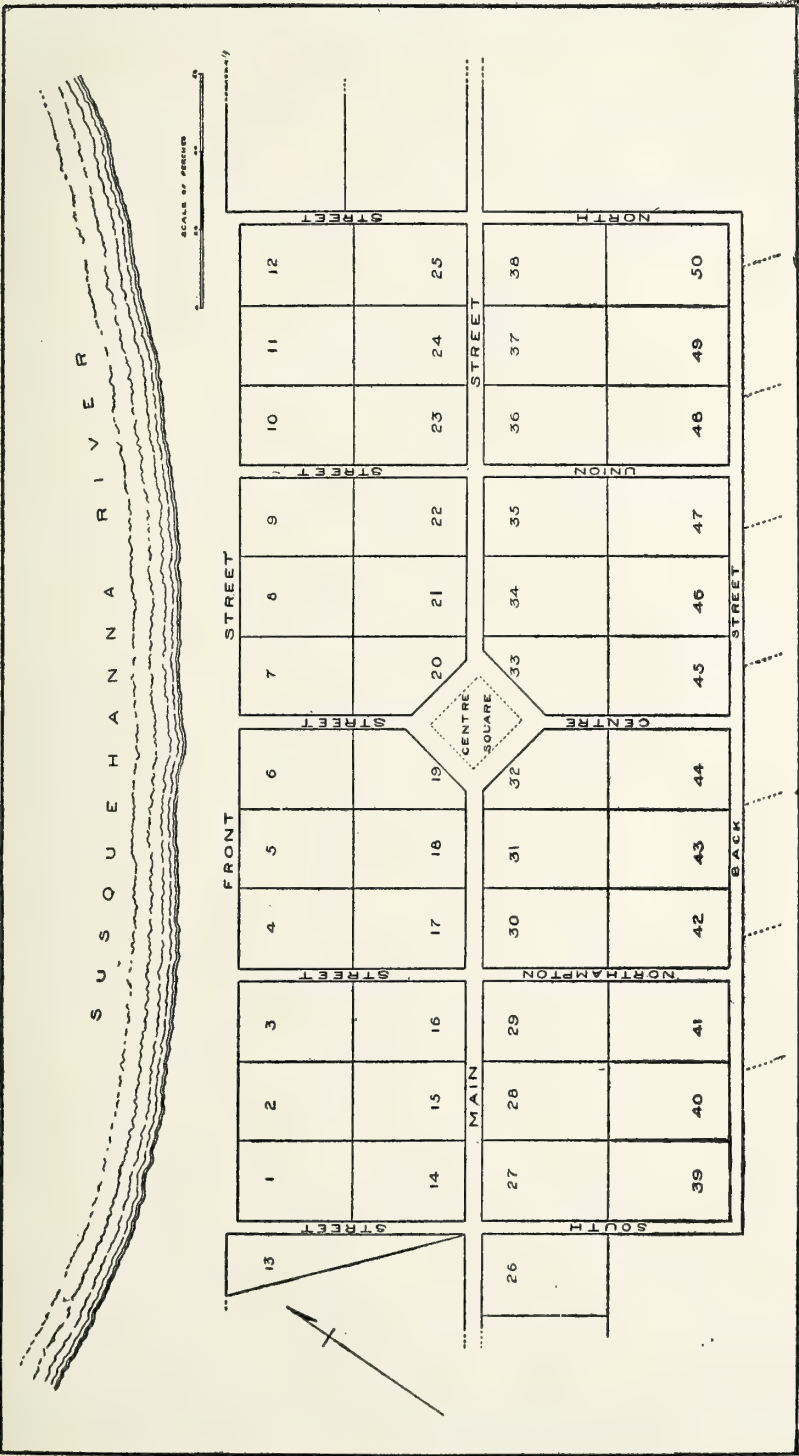 SUSQUEHANNA RIVER
SCALE OF PERCHES
FRONT STREET
13 1 2 3 4 5 6 7 8 9 10 11 12
14 15 16 17 18 19 20 21 22 23 24 25
MAIN STREET
CENTRE
SQUARE
26 27 28 29 30 31 32 33 34 35 36 37 38
39 40 41 42 43 44 45 46 47 48 49 50
BACK STREET
SOUTH STREET
NORTHAMPTON STREET
CENTRE STREET
UNION STREET
NORTH STREET